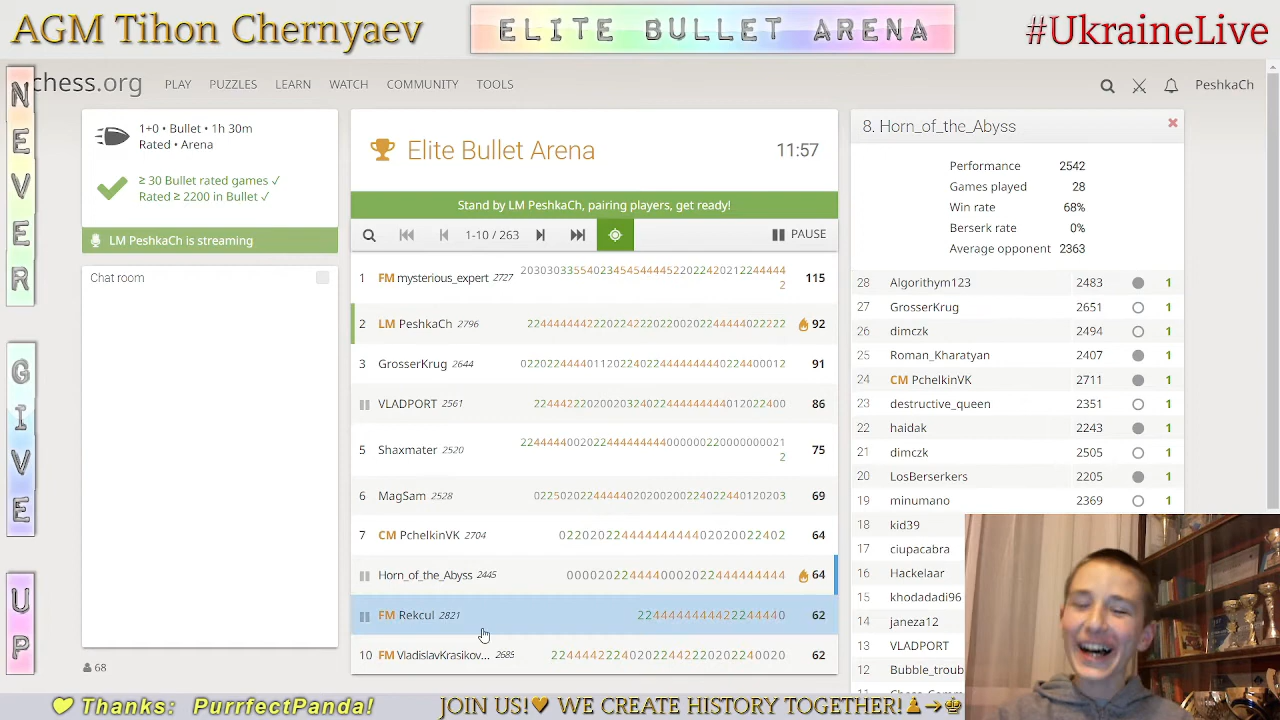 AGM Tihon Chernyaev
ELITE BULLET ARENA
#UkraineLive
NEVER
GIVE
UP
chess.org
PLAY PUZZLES LEARN WATCH COMMUNITY TOOLS
PeshkaCh
1+0 • Bullet • 1h 30m
Rated • Arena
≥ 30 Bullet rated games ✓
Rated ≥ 2200 in Bullet ✓
LM PeshkaCh is streaming
Chat room
68
Elite Bullet Arena 11:57
Stand by LM PeshkaCh, pairing players, get ready!
1-10 / 263 PAUSE
1 FM mysterious_expert 2727 115
2 LM PeshkaCh 2796 224444444222022422202200202244444022222 92
3 GrosserKrug 2644 91
VLADPORT 2561 86
5 Shaxmater 2520 75
6 MagSam 2528 69
7 CM PchelkinVK 2704 64
Horn_of_the_Abyss 2445 64
FM Rekcul 2821 62
10 FM VladislavKrasikov... 2685 62
8. Horn_of_the_Abyss
Performance 2542
Games played 28
Win rate 68%
Berserk rate 0%
Average opponent 2363
28 Algorithym123 2483 1
27 GrosserKrug 2651 1
26 dimczk 2494 1
25 Roman_Kharatyan 2407 1
24 CM PchelkinVK 2711 1
23 destructive_queen 2351 1
22 haidak 2243 1
21 dimczk 2505 1
20 LosBerserkers 2205 1
19 minumano 2369 1
18 kid39
17 ciupacabra
16 Hackelaar
15 khodadadi96
14 janeza12
13 VLADPORT
12 Bubble_troub
Thanks: PurrfectPanda!
JOIN US! WE CREATE HISTORY TOGETHER!